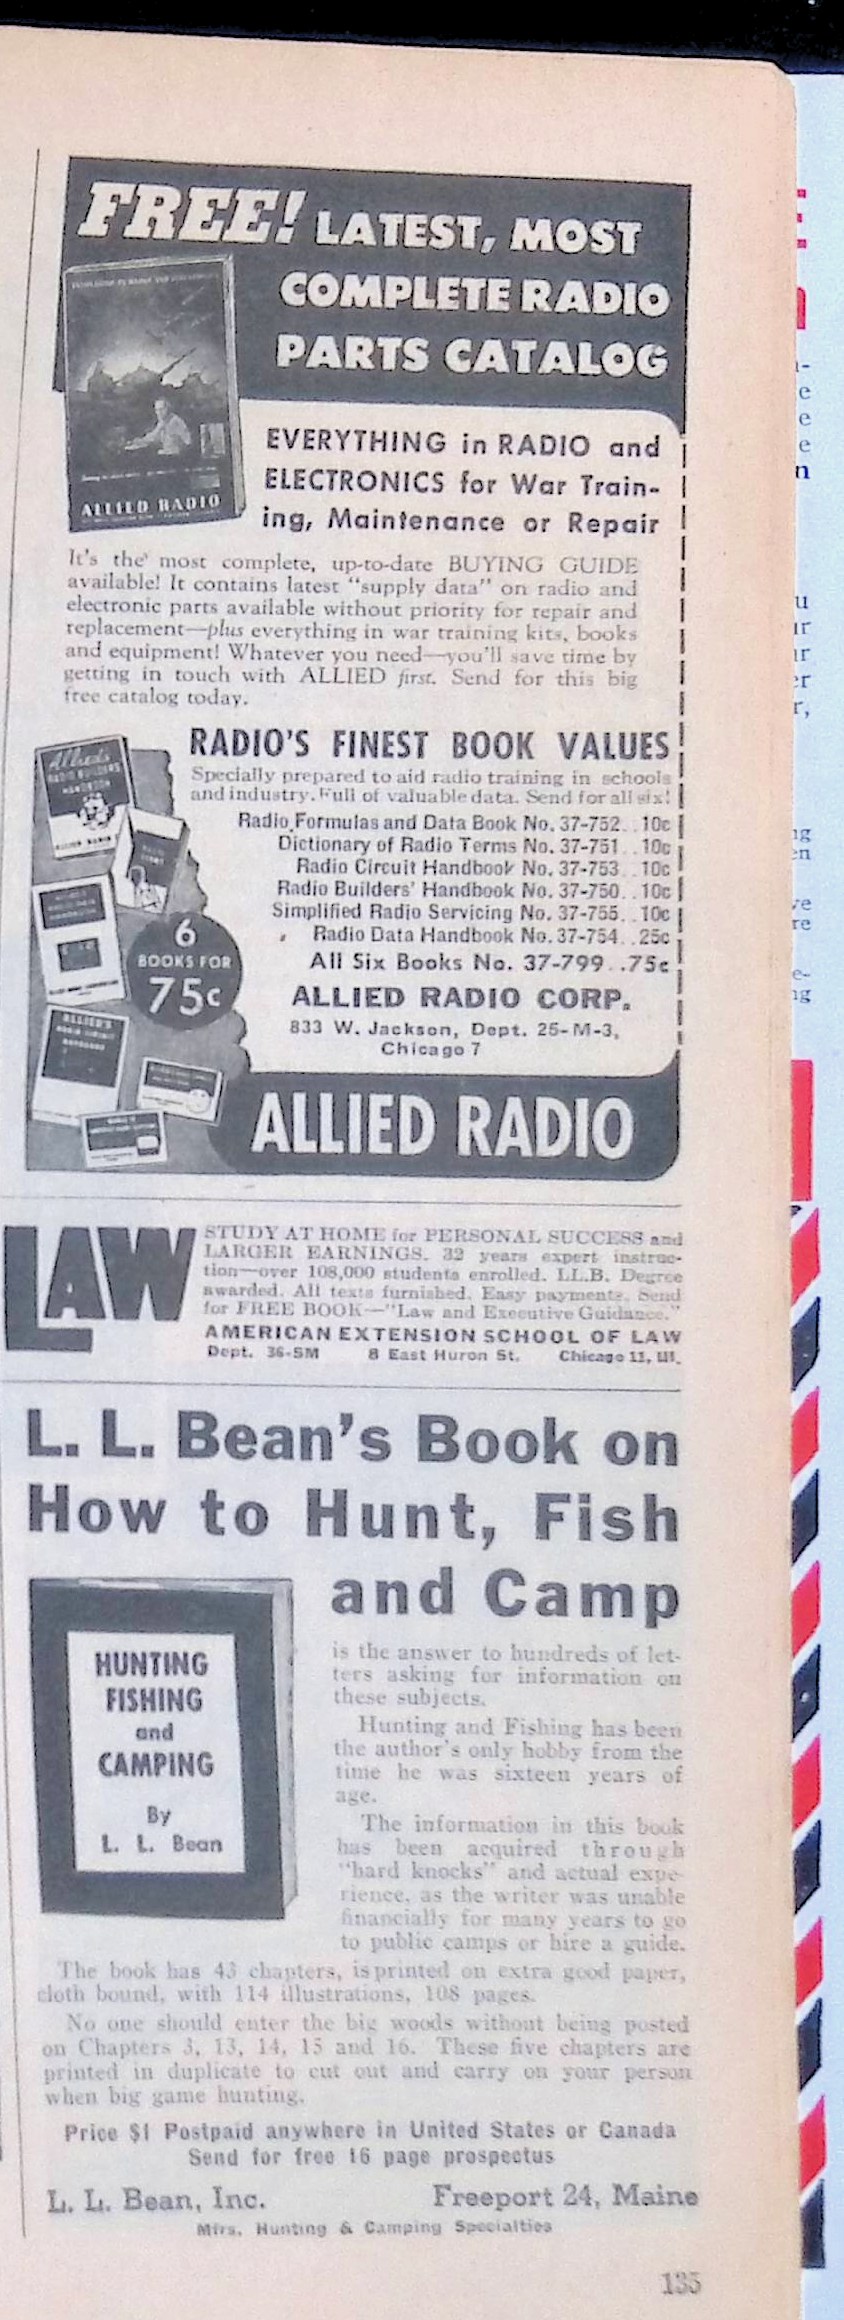 FREE! LATEST, MOST
COMPLETE RADIO
PARTS CATALOG
ALLIED RADIO
EVERYTHING in RADIO and
ELECTRONICS for War Train-
ing, Maintenance or Repair
It's the most complete, up-to-date BUYING GUIDE
available! It contains latest "supply data" on radio and
electronic parts available without priority for repair and
replacement—plus everything in war training kits, books
and equipment! Whatever you need—you'll save time by
getting in touch with ALLIED first. Send for this big
free catalog today.
RADIO'S FINEST BOOK VALUES
Specially prepared to aid radio training in schools
and industry. Full of valuable data. Send for all six!
Radio Formulas and Data Book No. 37-752..10c
Dictionary of Radio Terms No. 37-751..10c
Radio Circuit Handbook No. 37-753..10c
Radio Builders' Handbook No. 37-750..10c
Simplified Radio Servicing No. 37-755..10c
Radio Data Handbook No. 37-754..25c
All Six Books No. 37-799..75c
Allied's
RADIO BUILDERS
HANDBOOK
ALLIED RADIO
6
BOOKS FOR
75c
ALLIED'S
ALLIED RADIO CORP.
833 W. Jackson, Dept. 25-M-3,
Chicago 7
ALLIED RADIO
LAW
STUDY AT HOME for PERSONAL SUCCESS and
LARGER EARNINGS. 32 years expert instruc-
tion—over 108,000 students enrolled. LL.B. Degree
awarded. All texts furnished. Easy payments. Send
for FREE BOOK—"Law and Executive Guidance."
AMERICAN EXTENSION SCHOOL OF LAW
Dept. 36-SM 8 East Huron St. Chicago 11, Ill.
L. L. Bean's Book on
How to Hunt, Fish
and Camp
HUNTING
FISHING
and
CAMPING
By
L. L. Bean
is the answer to hundreds of let-
ters asking for information on
these subjects.
Hunting and Fishing has been
the author's only hobby from the
time he was sixteen years of
age.
The information in this book
has been acquired through
"hard knocks" and actual expe-
rience, as the writer was unable
financially for many years to go
to public camps or hire a guide.
The book has 43 chapters, is printed on extra good paper,
cloth bound, with 114 illustrations, 108 pages.
No one should enter the big woods without being posted
on Chapters 3, 13, 14, 15 and 16. These five chapters are
printed in duplicate to cut out and carry on your person
when big game hunting.
Price $1 Postpaid anywhere in United States or Canada
Send for free 16 page prospectus
L. L. Bean, Inc. Freeport 24, Maine
Mfrs. Hunting & Camping Specialties
135